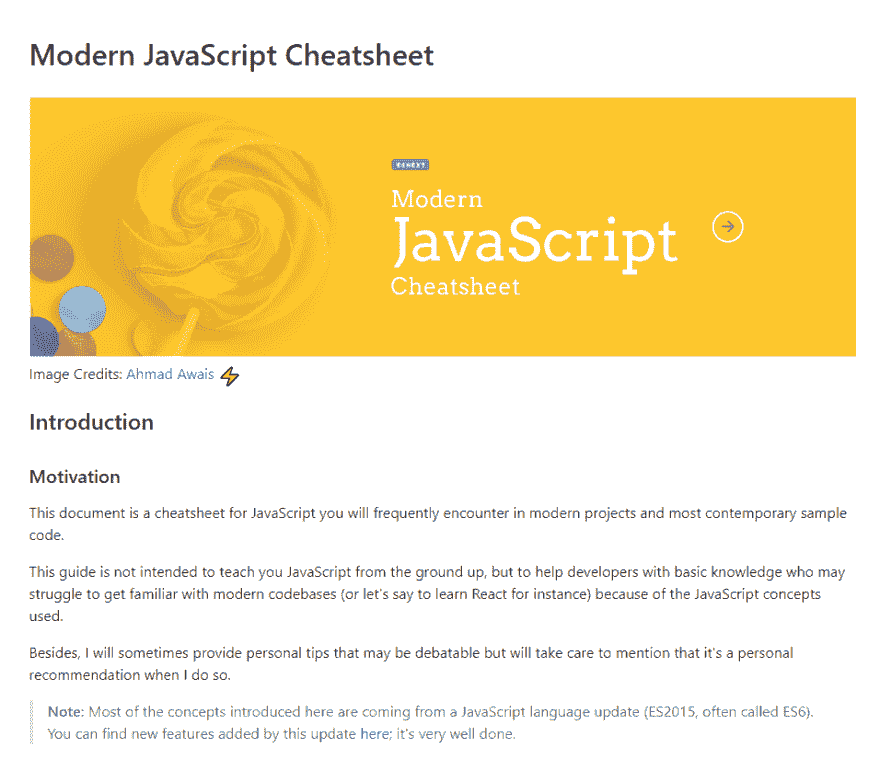 Modern JavaScript Cheatsheet
Modern
JavaScript
Cheatsheet
Image Credits: Ahmad Awais
Introduction
Motivation
This document is a cheatsheet for JavaScript you will frequently encounter in modern projects and most contemporary sample
code.
This guide is not intended to teach you JavaScript from the ground up, but to help developers with basic knowledge who may
struggle to get familiar with modern codebases (or let's say to learn React for instance) because of the JavaScript concepts
used.
Besides, I will sometimes provide personal tips that may be debatable but will take care to mention that it's a personal
recommendation when I do so.
Note: Most of the concepts introduced here are coming from a JavaScript language update (ES2015, often called ES6).
You can find new features added by this update here; it's very well done.